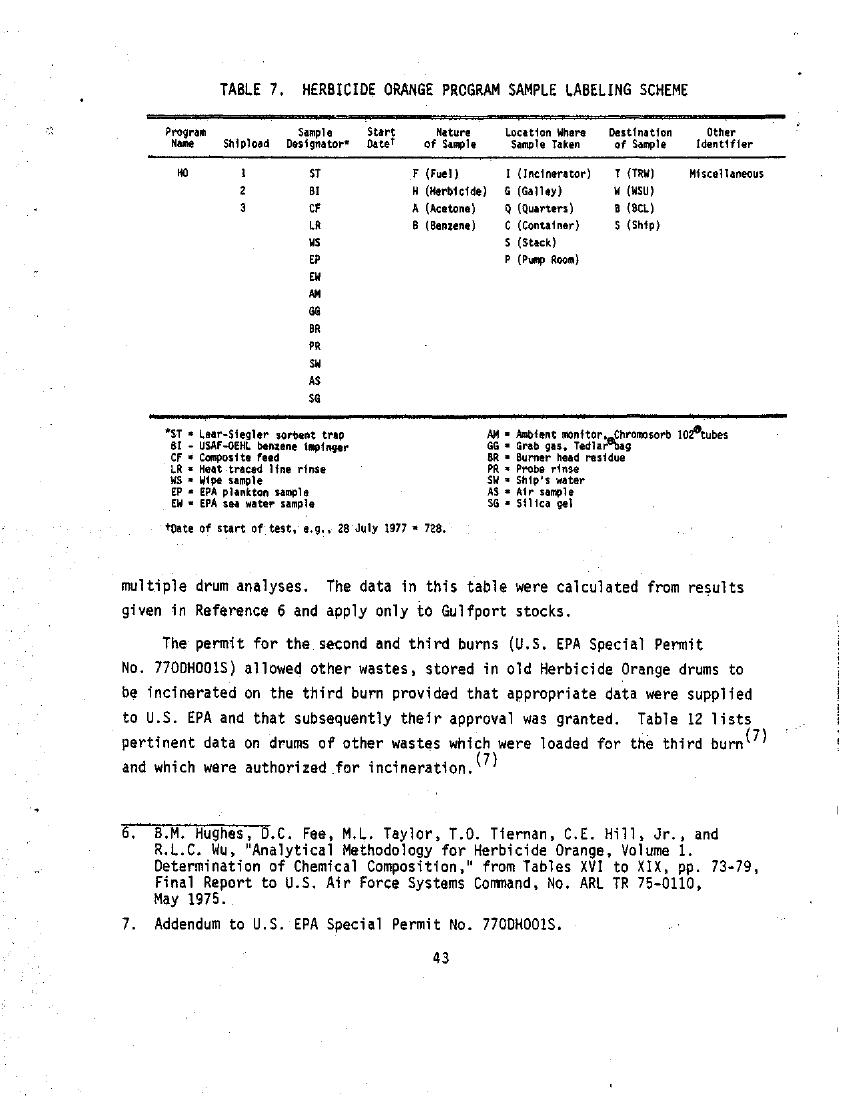 TABLE 7. HERBICIDE ORANGE PROGRAM SAMPLE LABELING SCHEME
Program Name Shipload Sample Designator* Start Date† Nature of Sample Location Where Sample Taken Destination of Sample Other Identifier
HO 1 ST F (Fuel) I (Incinerator) T (TRW) Miscellaneous
2 BI H (Herbicide) G (Galley) W (WSU)
3 CF A (Acetone) Q (Quarters) B (BCL)
LR B (Benzene) C (Container) S (Ship)
WS S (Stack)
EP P (Pump Room)
EW
AM
GG
BR
PR
SW
AS
SG
*ST = Lear-Siegler sorbent trap
BI - USAF-OEHL benzene impinger
CF = Composite feed
LR = Heat traced line rinse
WS = Wipe sample
EP = EPA plankton sample
EW = EPA sea water sample
AM = Ambient monitor, Chromosorb 102® tubes
GG = Grab gas, Tedlar® bag
BR = Burner head residue
PR = Probe rinse
SW = Ship's water
AS = Air sample
SG = Silica gel
†Date of start of test, e.g., 28 July 1977 = 728.
multiple drum analyses. The data in this table were calculated from results
given in Reference 6 and apply only to Gulfport stocks.
The permit for the second and third burns (U.S. EPA Special Permit
No. 770DH001S) allowed other wastes, stored in old Herbicide Orange drums to
be incinerated on the third burn provided that appropriate data were supplied
to U.S. EPA and that subsequently their approval was granted. Table 12 lists
pertinent data on drums of other wastes which were loaded for the third burn(7)
and which were authorized for incineration.(7)
6. B.M. Hughes, D.C. Fee, M.L. Taylor, T.O. Tiernan, C.E. Hill, Jr., and
R.L.C. Wu, "Analytical Methodology for Herbicide Orange, Volume 1.
Determination of Chemical Composition," from Tables XVI to XIX, pp. 73-79,
Final Report to U.S. Air Force Systems Command, No. ARL TR 75-0110,
May 1975.
7. Addendum to U.S. EPA Special Permit No. 770DH001S.
43